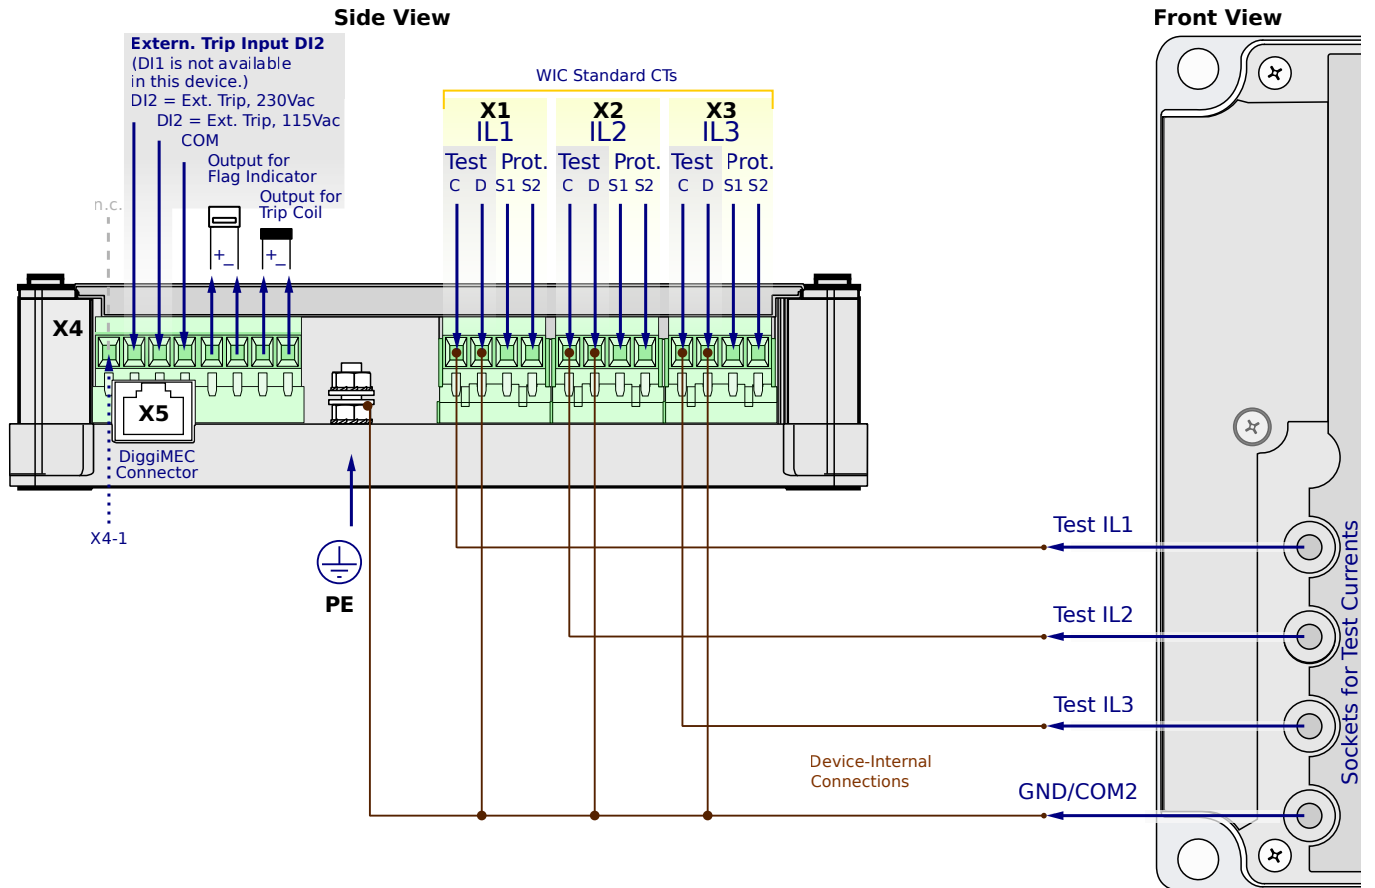 Side View
Front View
Extern. Trip Input DI2
(DI1 is not available
in this device.)
DI2 = Ext. Trip, 230Vac
DI2 = Ext. Trip, 115Vac
COM
Output for
Flag Indicator
Output for
Trip Coil
n.c.
+ −
+ −
WIC Standard CTs
X1 X2 X3
IL1 IL2 IL3
Test Prot. Test Prot. Test Prot.
C D S1 S2 C D S1 S2 C D S1 S2
X4
X5
DiggiMEC
Connector
X4-1
PE
Test IL1
Test IL2
Test IL3
GND/COM2
Device-Internal
Connections
Sockets for Test Currents